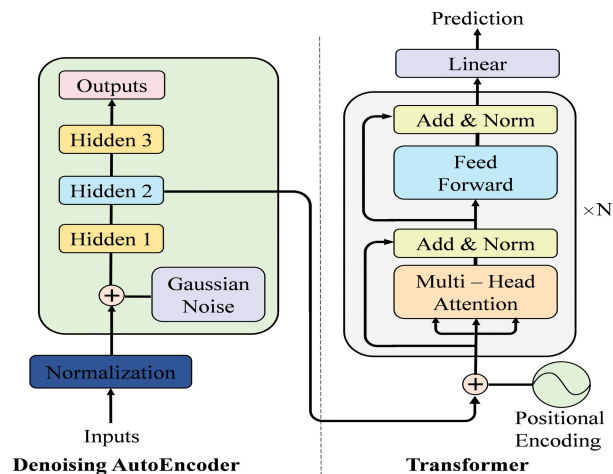 Outputs
Hidden 3
Hidden 2
Hidden 1
+
Gaussian
Noise
Normalization
Inputs
Denoising AutoEncoder
Prediction
Linear
Add & Norm
Feed
Forward
×N
Add & Norm
Multi – Head
Attention
+
Positional
Encoding
Transformer